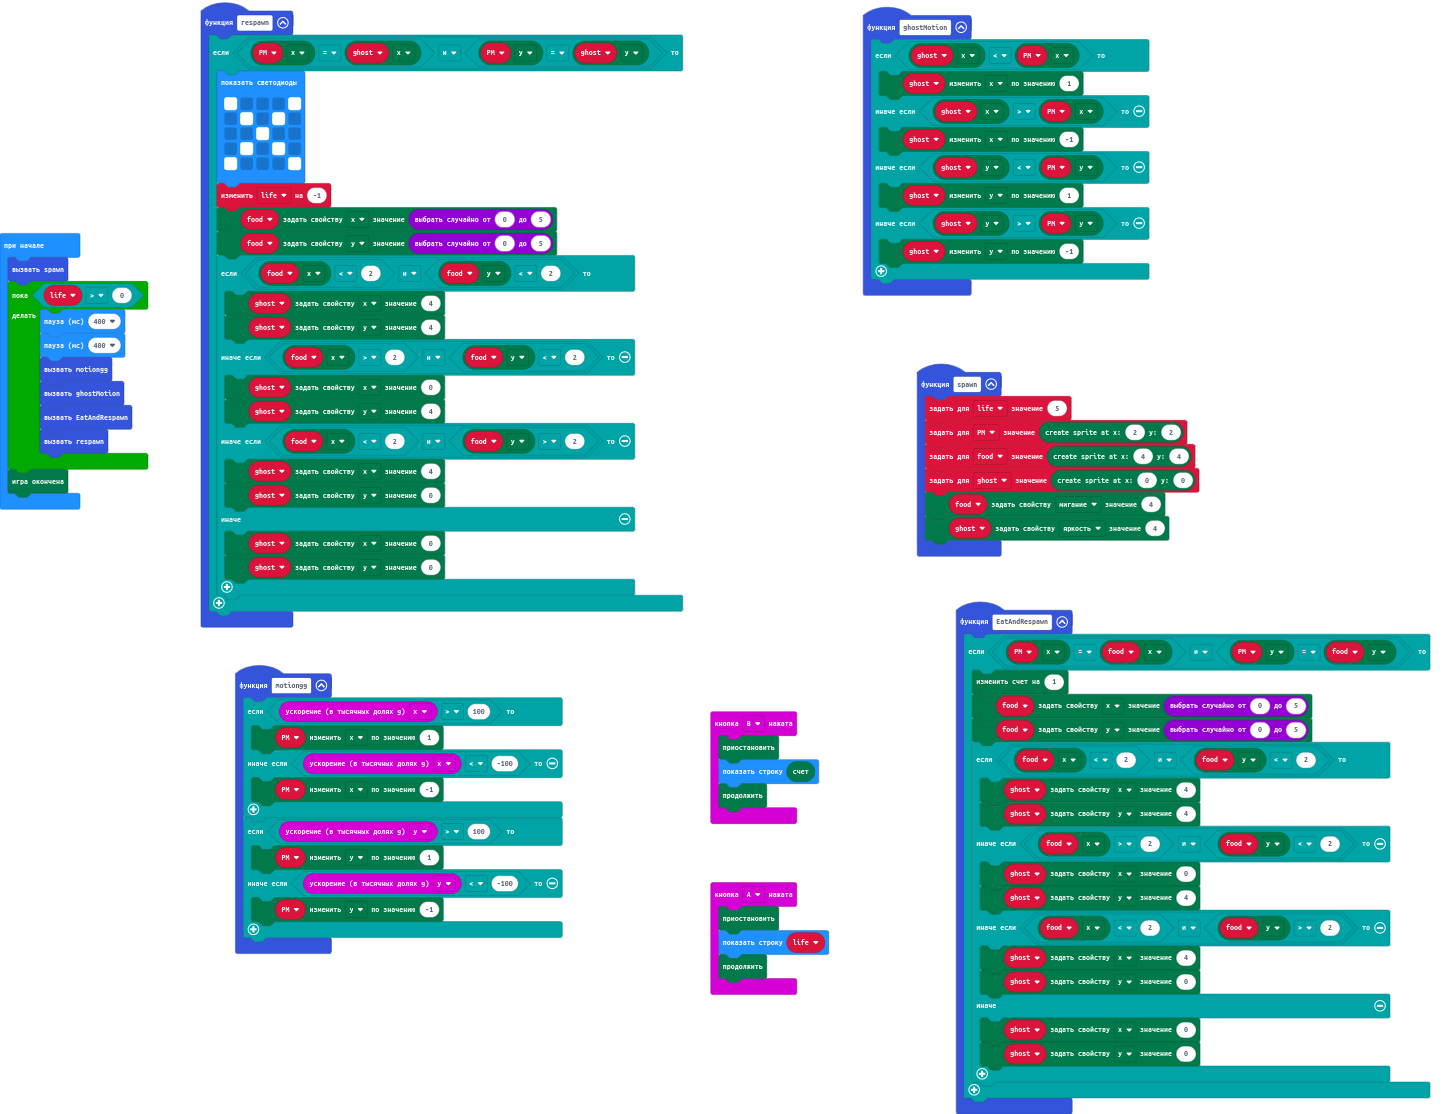 при начале
вызвать spawn
пока life > 0
делать
пауза (мс) 400
пауза (мс) 400
вызвать motiongg
вызвать ghostMotion
вызвать EatAndRespawn
вызвать respawn
игра окончена
функция respawn
если PM x = ghost x и PM y = ghost y то
показать светодиоды
изменить life на -1
food задать свойству x значение выбрать случайно от 0 до 5
food задать свойству y значение выбрать случайно от 0 до 5
если food x < 2 и food y < 2 то
ghost задать свойству x значение 4
ghost задать свойству y значение 4
иначе если food x > 2 и food y < 2 то
ghost задать свойству x значение 0
ghost задать свойству y значение 4
иначе если food x < 2 и food y > 2 то
ghost задать свойству x значение 4
ghost задать свойству y значение 0
иначе
ghost задать свойству x значение 0
ghost задать свойству y значение 0
функция motiongg
если ускорение (в тысячных долях g) x > 100 то
PM изменить x по значению 1
иначе если ускорение (в тысячных долях g) x < -100 то
PM изменить x по значению -1
если ускорение (в тысячных долях g) y > 100 то
PM изменить y по значению 1
иначе если ускорение (в тысячных долях g) y < -100 то
PM изменить y по значению -1
кнопка B нажата
приостановить
показать строку счет
продолжить
кнопка A нажата
приостановить
показать строку life
продолжить
функция ghostMotion
если ghost x < PM x то
ghost изменить x по значению 1
иначе если ghost x > PM x то
ghost изменить x по значению -1
иначе если ghost y < PM y то
ghost изменить y по значению 1
иначе если ghost y > PM y то
ghost изменить y по значению -1
функция spawn
задать для life значение 5
задать для PM значение create sprite at x: 2 y: 2
задать для food значение create sprite at x: 4 y: 4
задать для ghost значение create sprite at x: 0 y: 0
food задать свойству мигание значение 4
ghost задать свойству яркость значение 4
функция EatAndRespawn
если PM x = food x и PM y = food y то
изменить счет на 1
food задать свойству x значение выбрать случайно от 0 до 5
food задать свойству y значение выбрать случайно от 0 до 5
если food x < 2 и food y < 2 то
ghost задать свойству x значение 4
ghost задать свойству y значение 4
иначе если food x > 2 и food y < 2 то
ghost задать свойству x значение 0
ghost задать свойству y значение 4
иначе если food x < 2 и food y > 2 то
ghost задать свойству x значение 4
ghost задать свойству y значение 0
иначе
ghost задать свойству x значение 0
ghost задать свойству y значение 0